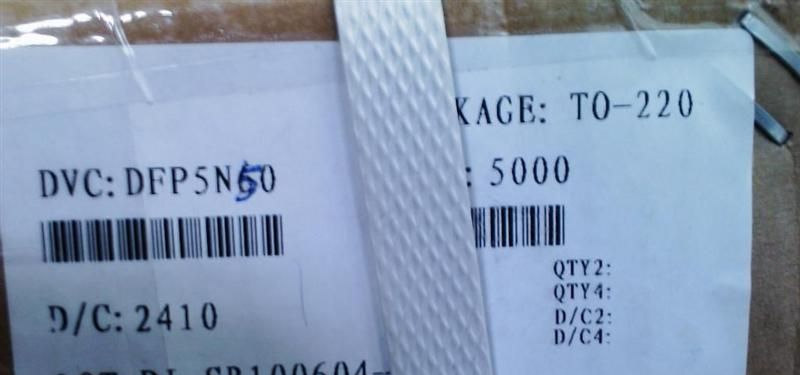 KAGE: TO-220
DVC: DFP5N50
: 5000
D/C: 2410
QTY2:
QTY4:
D/C2:
D/C4: